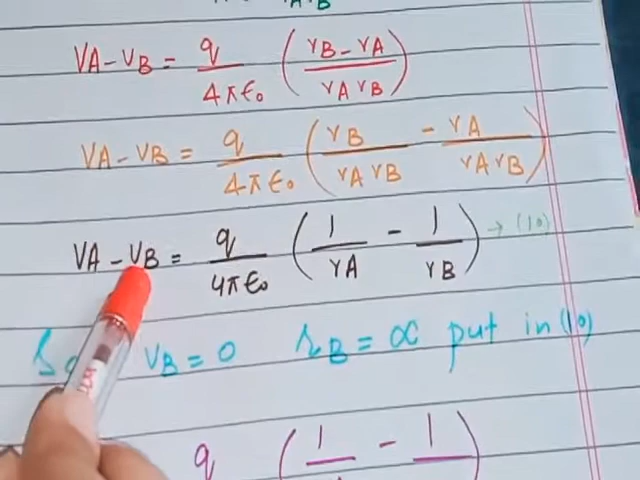 VA - VB = q / 4πϵ₀ ( rB - rA / rA rB )
VA - VB = q / 4πϵ₀ ( rB / rA rB - rA / rA rB )
VA - VB = q / 4πϵ₀ ( 1 / rA - 1 / rB ) → (10)
VB = 0 rB = ∝ put in (10)
q ( 1 - 1 )